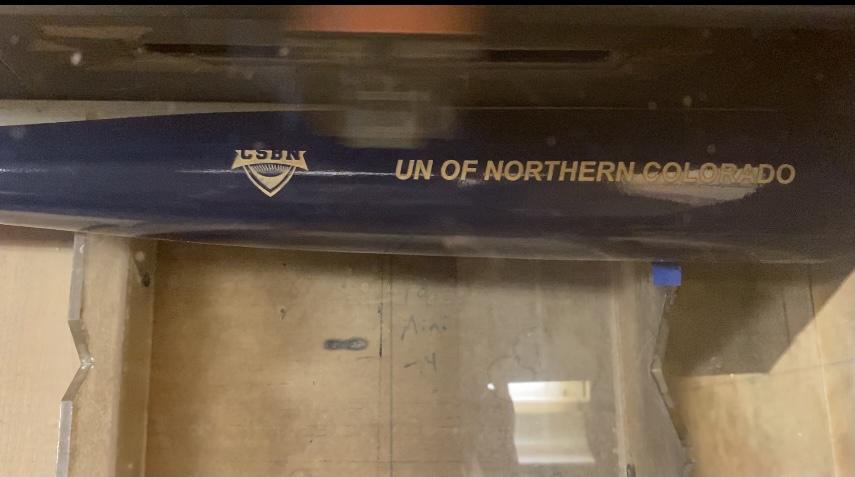 CSBN
UN OF NORTHERN COLORADO